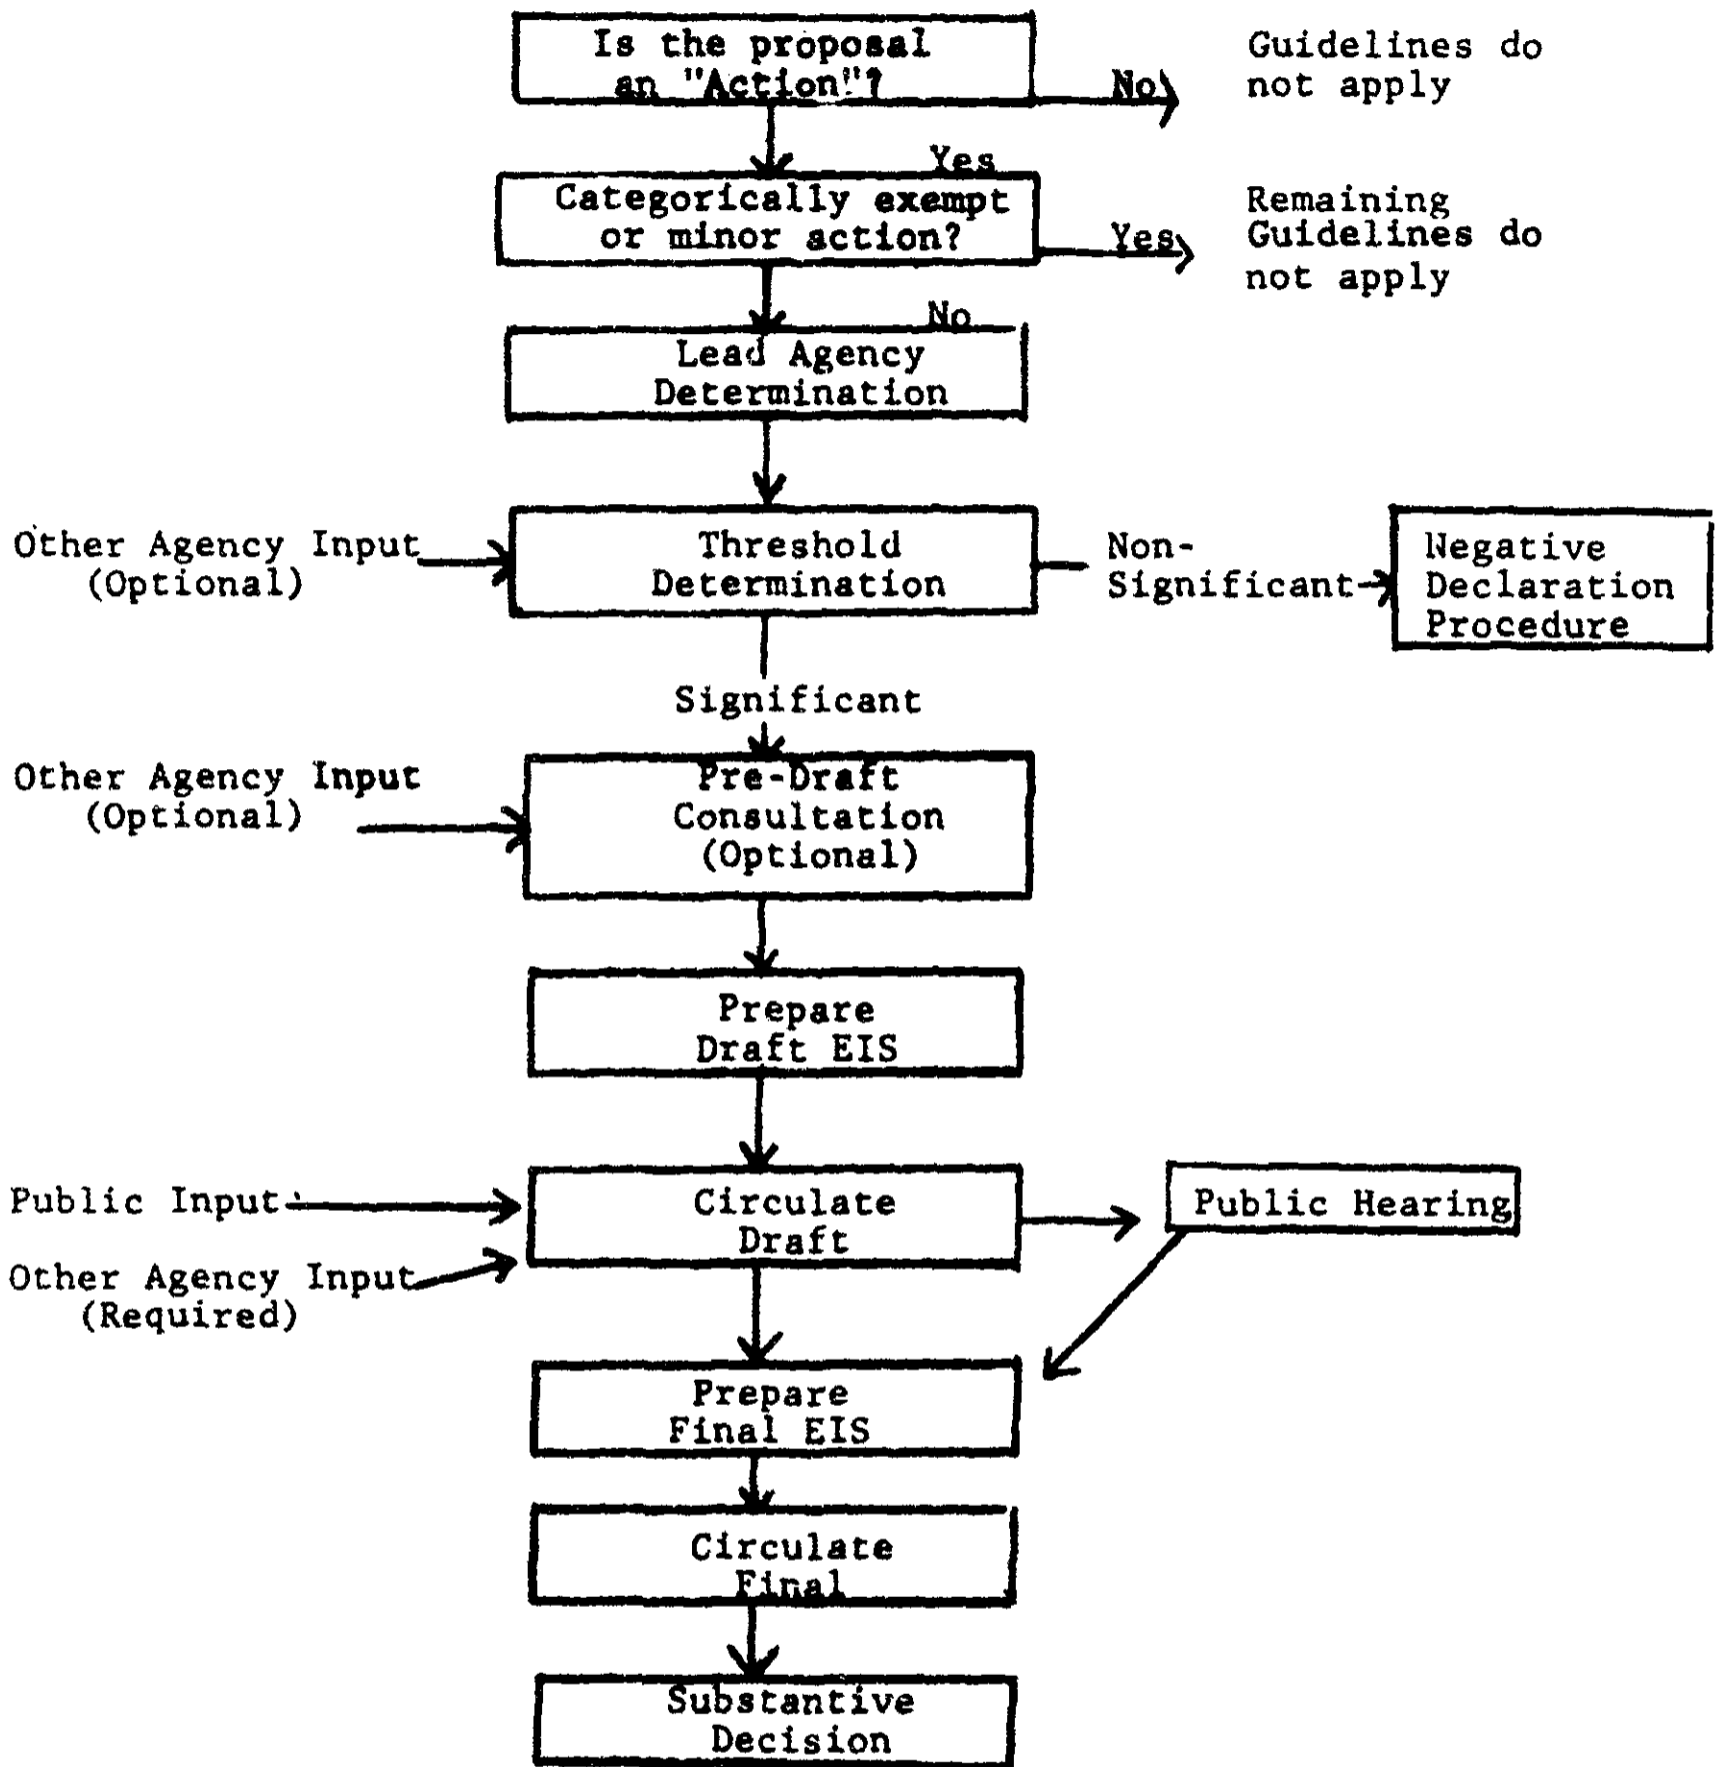 Is the proposal
an "Action"?
No
Guidelines do
not apply
Yes
Categorically exempt
or minor action?
Yes
Remaining
Guidelines do
not apply
No
Lead Agency
Determination
Other Agency Input
(Optional)
Threshold
Determination
Non-
Significant
Negative
Declaration
Procedure
Significant
Other Agency Input
(Optional)
Pre-Draft
Consultation
(Optional)
Prepare
Draft EIS
Public Input
Other Agency Input
(Required)
Circulate
Draft
Public Hearing
Prepare
Final EIS
Circulate
Final
Substantive
Decision